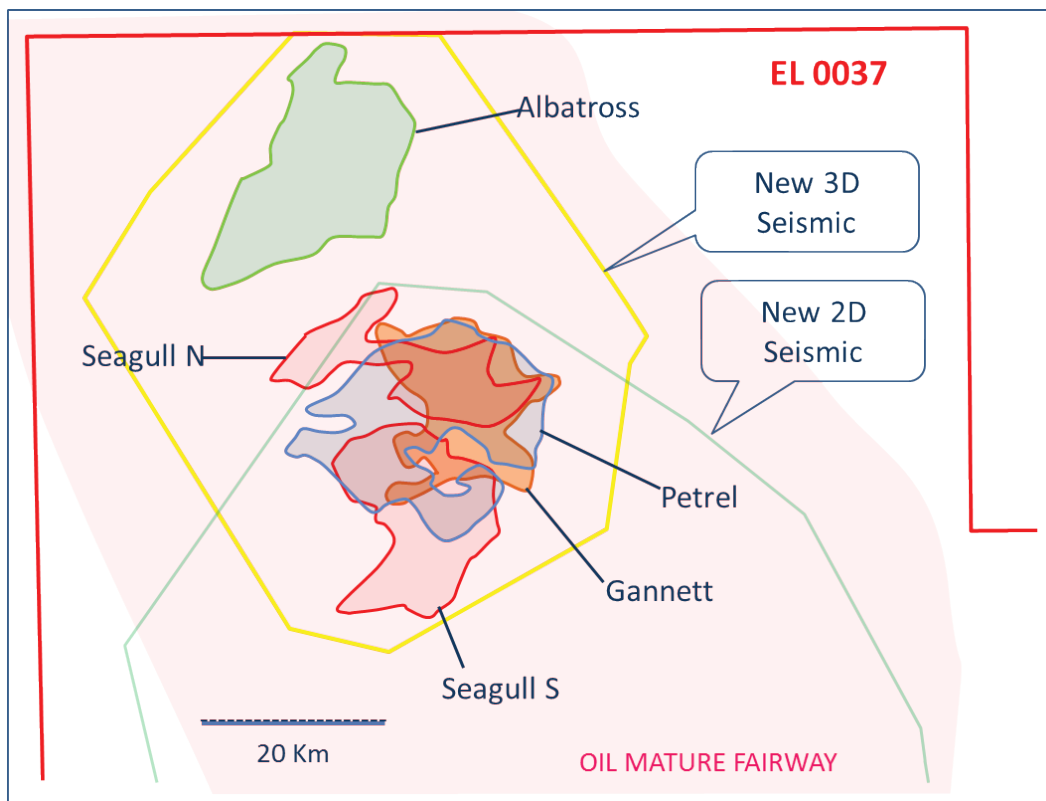 EL 0037
Albatross
New 3D
Seismic
New 2D
Seismic
Seagull N
Petrel
Gannett
Seagull S
20 Km
OIL MATURE FAIRWAY